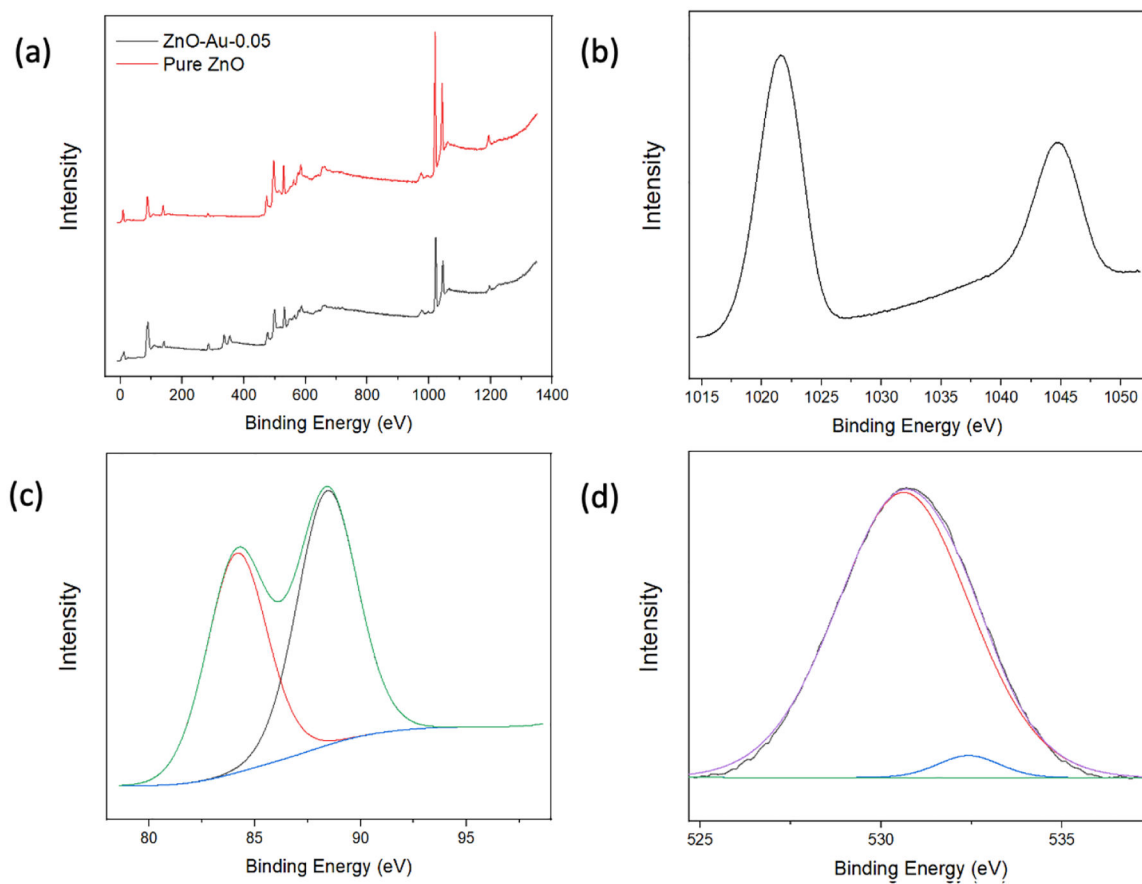 (a)
ZnO-Au-0.05
Pure ZnO
Intensity
0 200 400 600 800 1000 1200 1400
Binding Energy (eV)
(b)
Intensity
1015 1020 1025 1030 1035 1040 1045 1050
Binding Energy (eV)
(c)
Intensity
80 85 90 95
Binding Energy (eV)
(d)
Intensity
525 530 535
Binding Energy (eV)